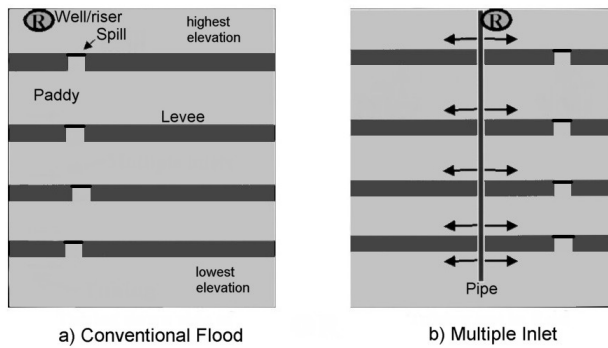 R Well/riser
Spill
highest
elevation
Paddy
Levee
lowest
elevation
a) Conventional Flood
R
Pipe
b) Multiple Inlet